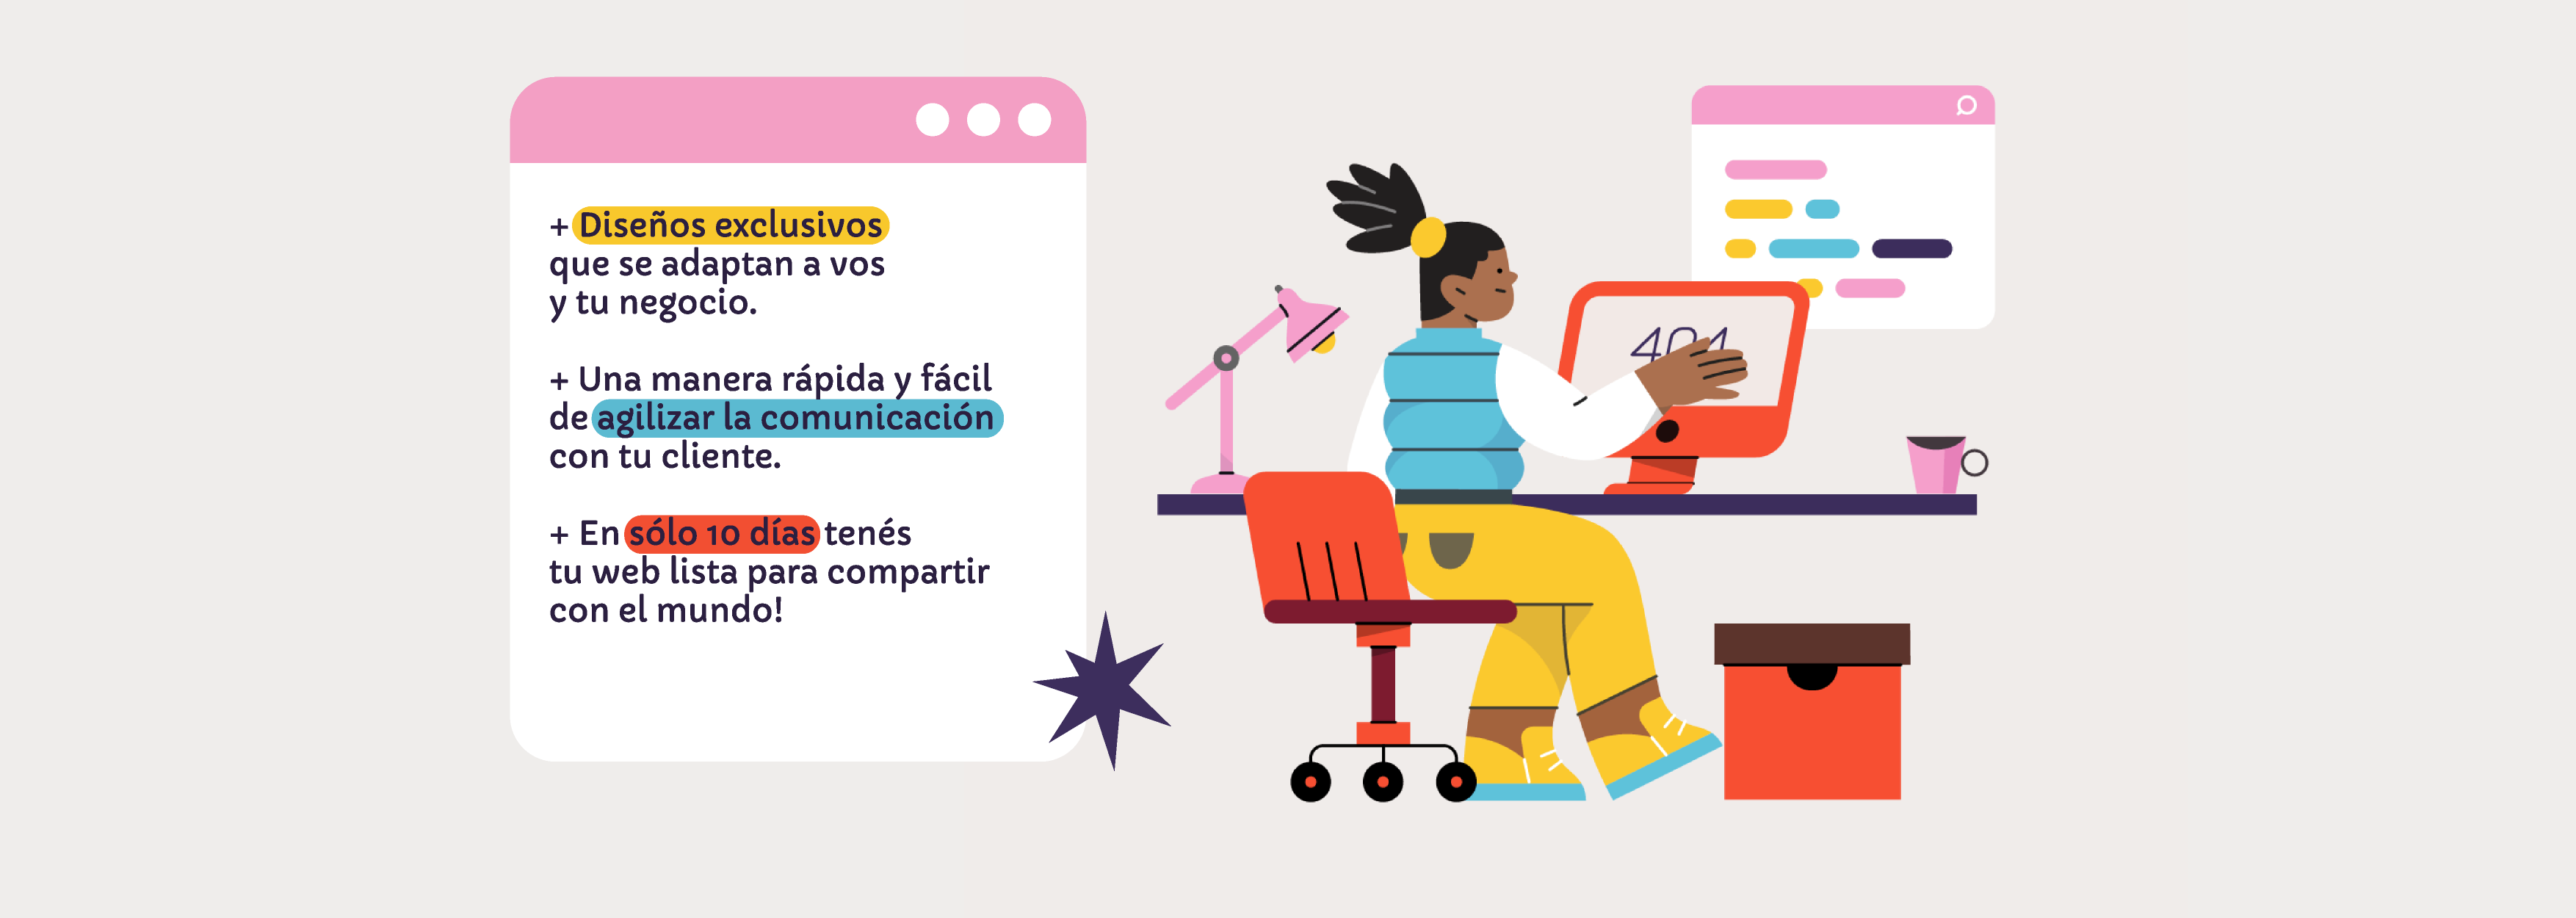 + Diseños exclusivos
que se adaptan a vos
y tu negocio.
+ Una manera rápida y fácil
de agilizar la comunicación
con tu cliente.
+ En sólo 10 días tenés
tu web lista para compartir
con el mundo!
404